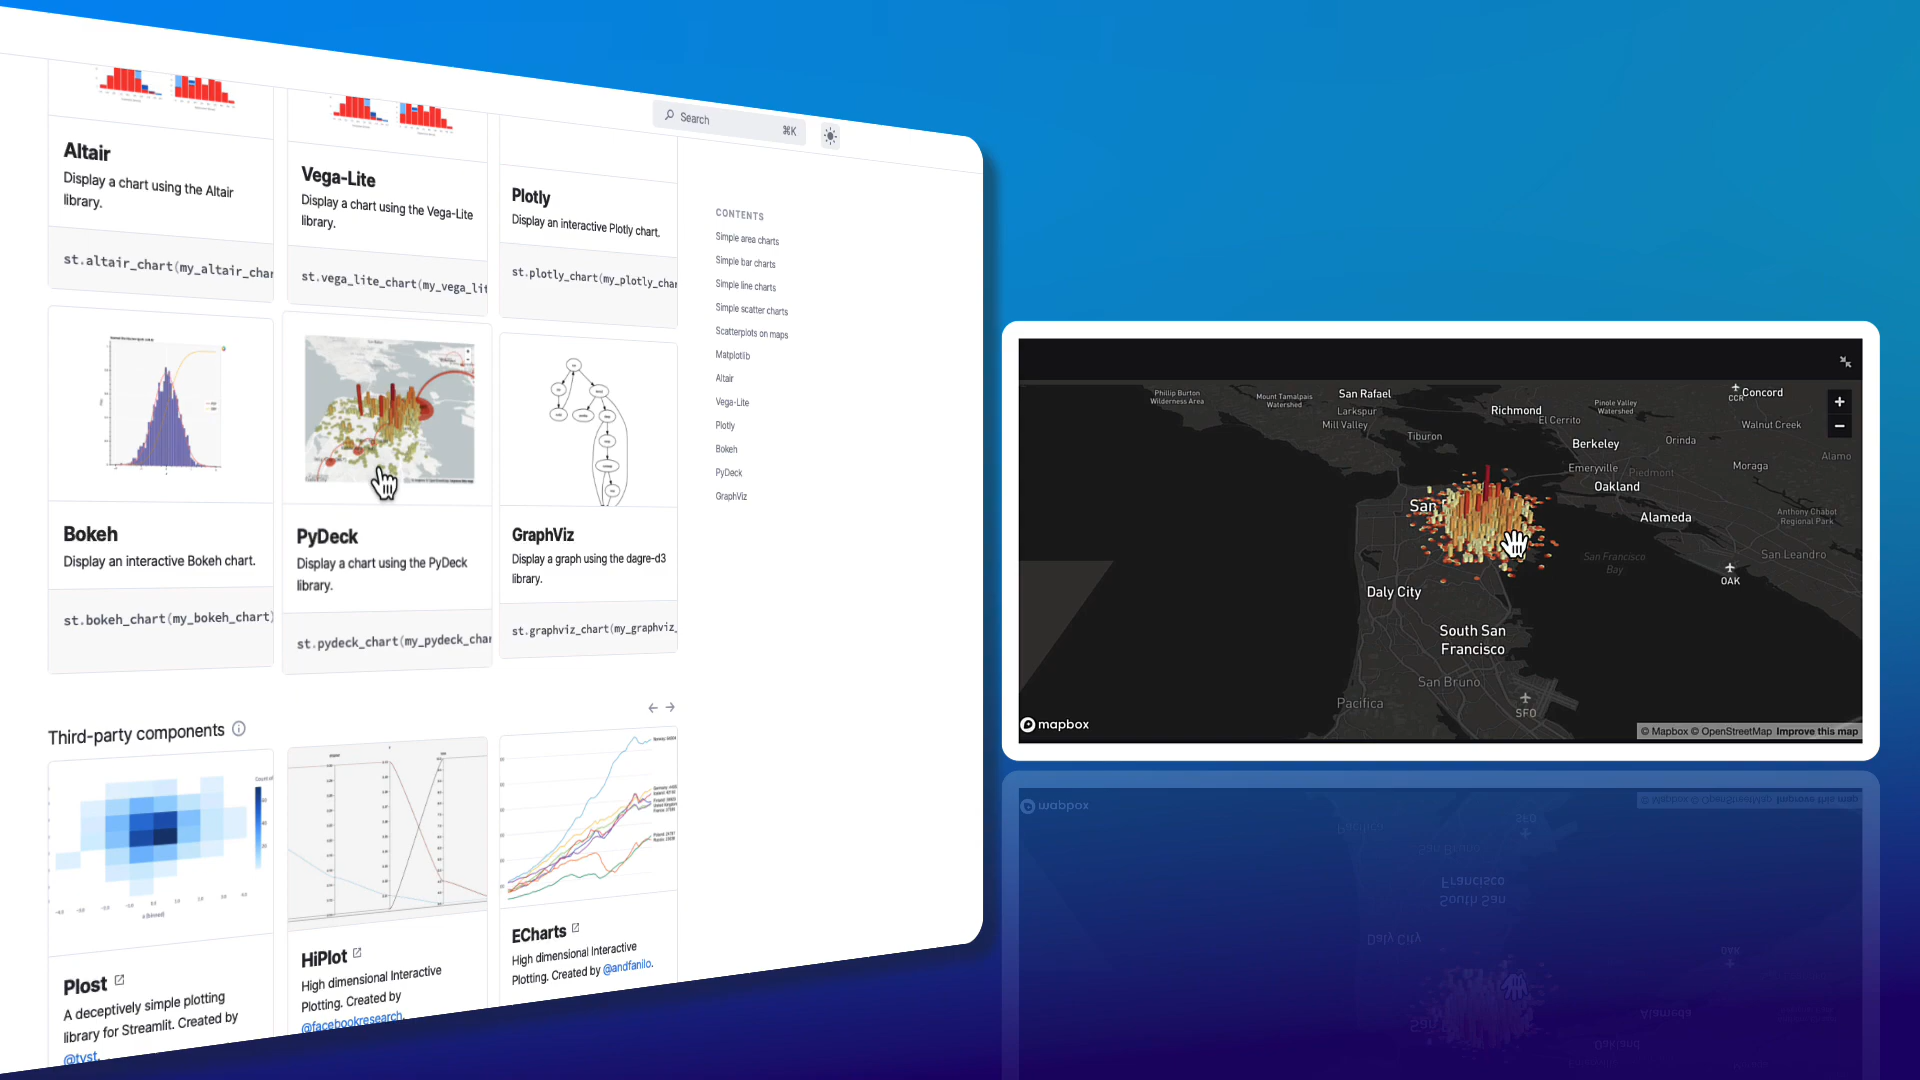 Search
⌘K
Altair
Display a chart using the Altair
library.
st.altair_chart(my_altair_char
Vega-Lite
Display a chart using the Vega-Lite
library.
st.vega_lite_chart(my_vega_lit
Plotly
Display an interactive Plotly chart.
st.plotly_chart(my_plotly_char
Bokeh
Display an interactive Bokeh chart.
st.bokeh_chart(my_bokeh_chart)
PyDeck
Display a chart using the PyDeck
library.
st.pydeck_chart(my_pydeck_char
GraphViz
Display a graph using the dagre-d3
library.
st.graphviz_chart(my_graphviz_
Third-party components
Plost
A deceptively simple plotting
library for Streamlit. Created by
@tyst.
HiPlot
High dimensional Interactive
Plotting. Created by
@facebookresearch.
ECharts
High dimensional Interactive
Plotting. Created by @andfanilo.
CONTENTS
Simple area charts
Simple bar charts
Simple line charts
Simple scatter charts
Scatterplots on maps
Matplotlib
Altair
Vega-Lite
Plotly
Bokeh
PyDeck
GraphViz
Phillip Burton
Wilderness Area
Mount Tamalpais
Watershed
San Rafael
Larkspur
Mill Valley
Tiburon
Richmond
El Cerrito
Pinole Valley
Watershed
CCR
Concord
Walnut Creek
Berkeley
Orinda
Alamo
Emeryville
Piedmont
Moraga
Oakland
San F
Alameda
Anthony Chabot
Regional Park
San Francisco
Bay
San Leandro
OAK
Daly City
South San
Francisco
San Bruno
Pacifica
SFO
mapbox
© Mapbox © OpenStreetMap Improve this map